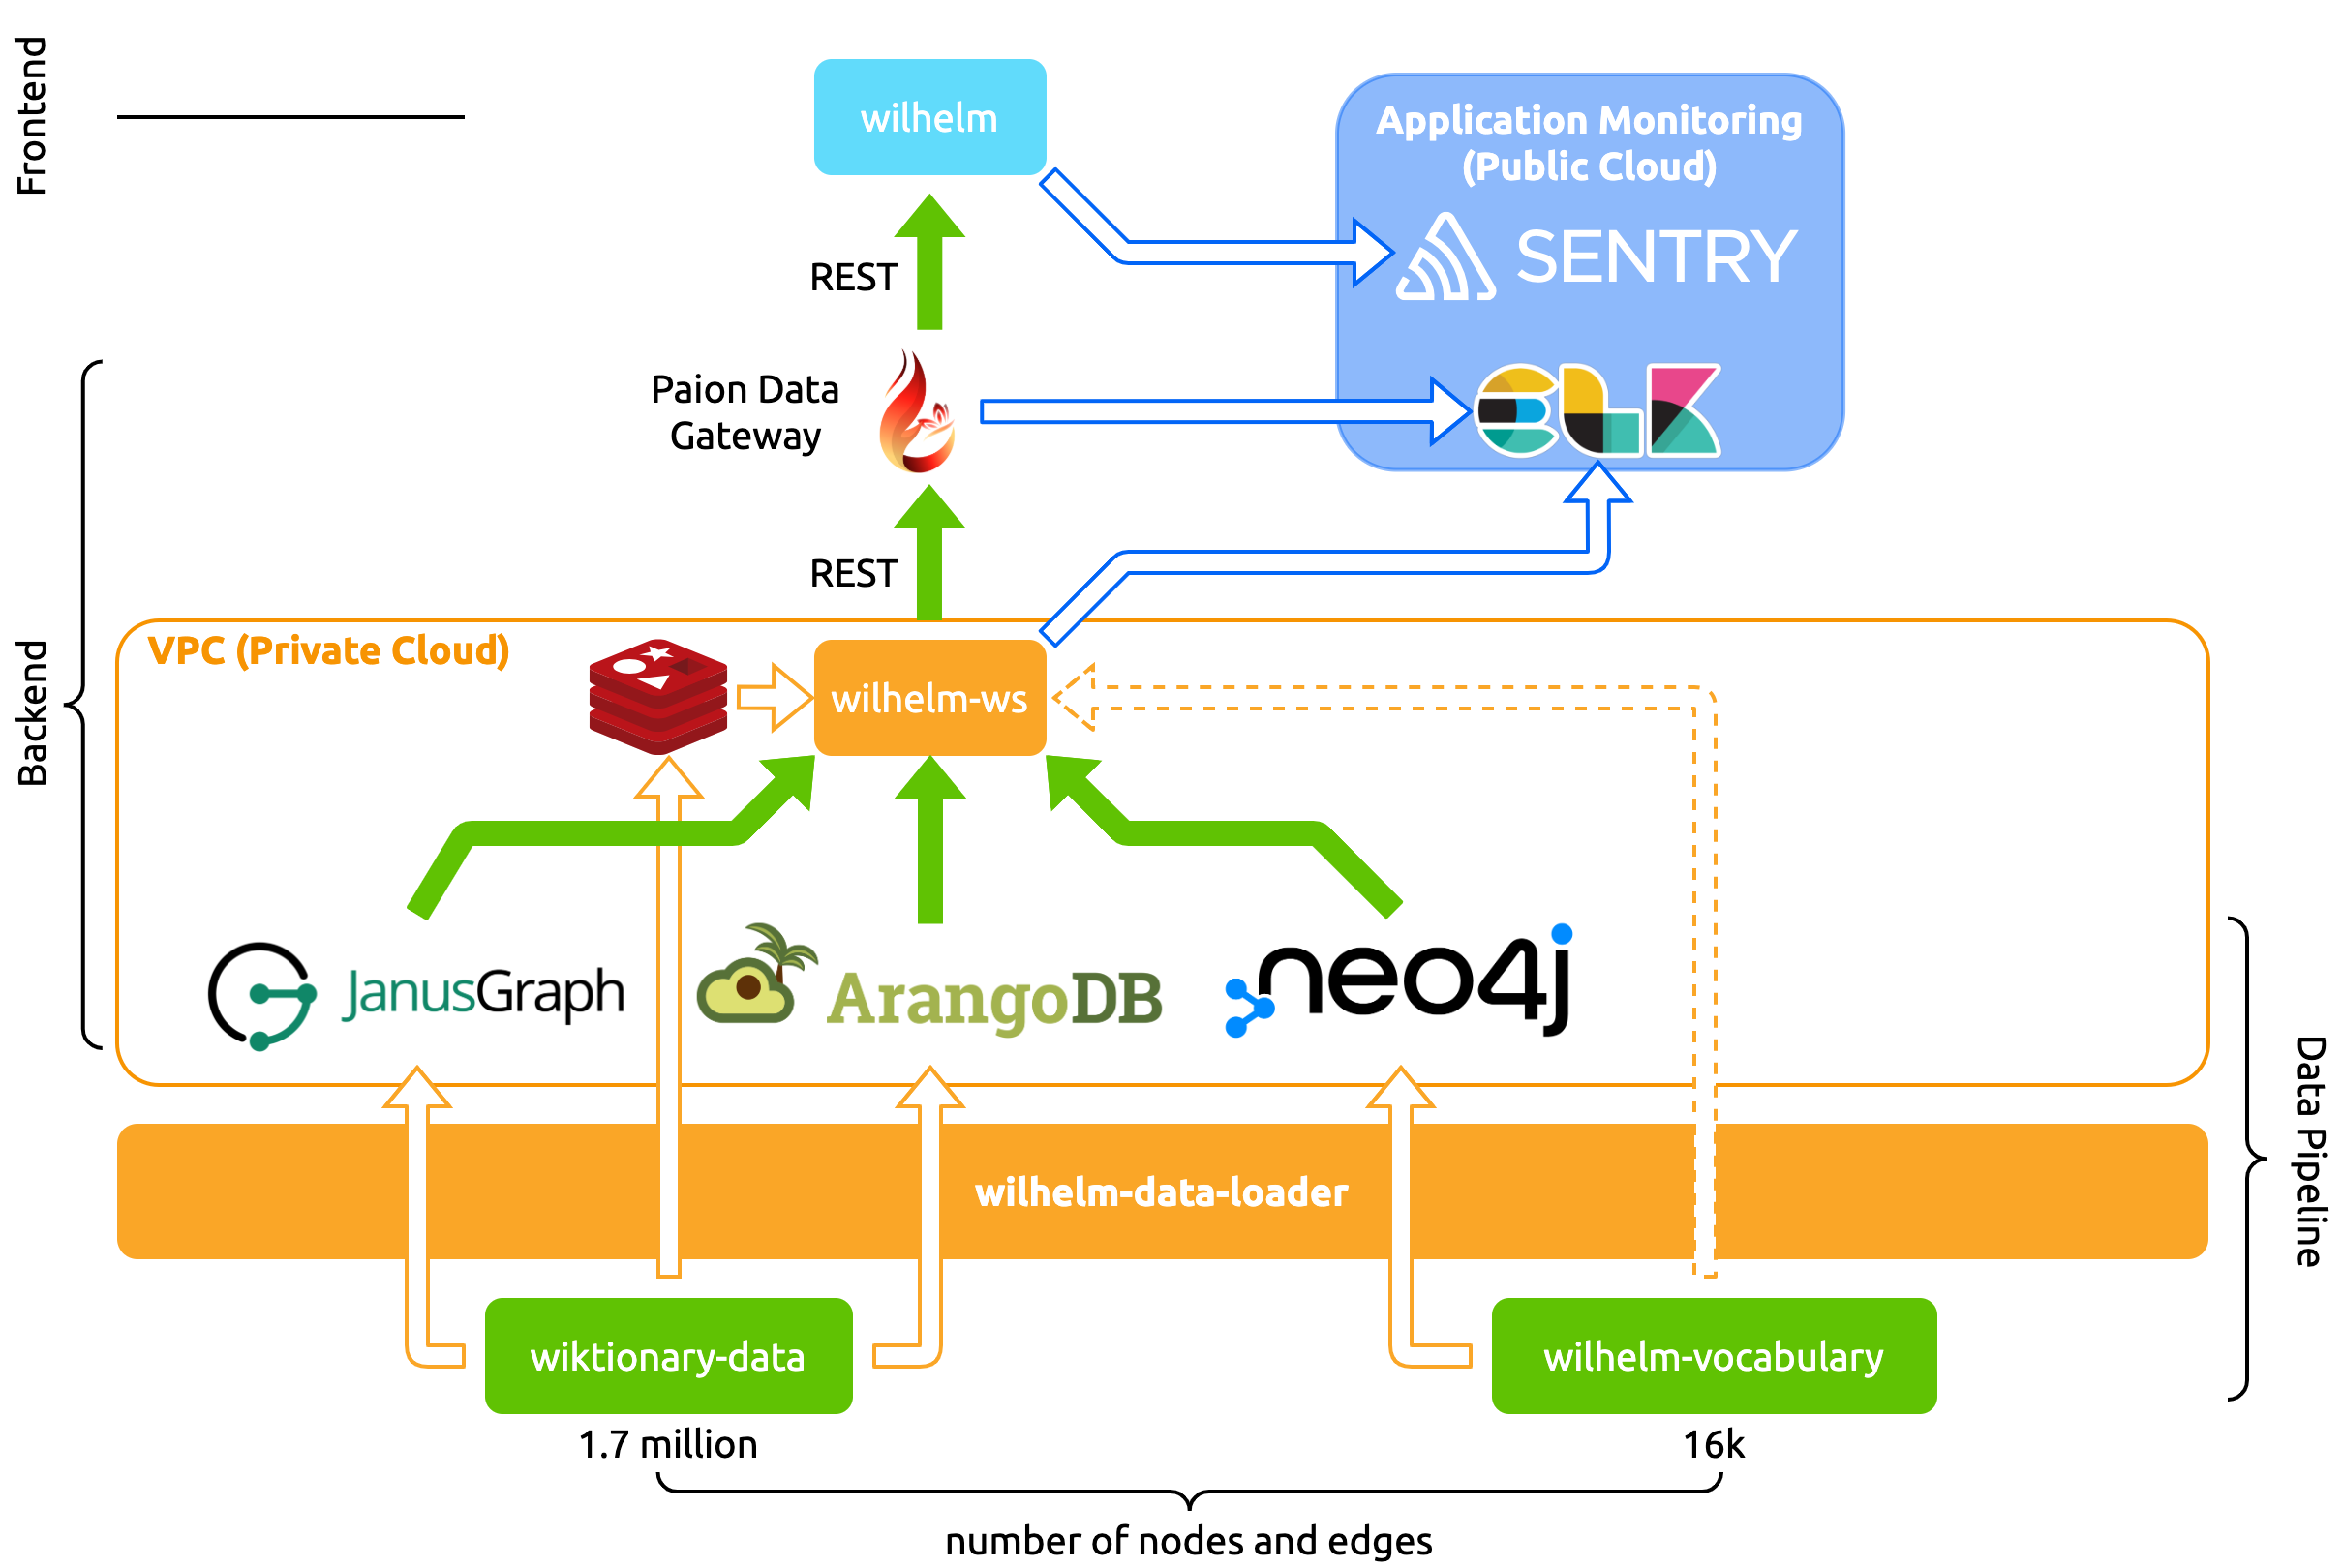 Frontend
wilhelm
Application Monitoring
(Public Cloud)
SENTRY
REST
Paion Data
Gateway
elk
REST
Backend
VPC (Private Cloud)
wilhelm-ws
JanusGraph
ArangoDB
neo4j
Data Pipeline
wilhelm-data-loader
wiktionary-data
wilhelm-vocabulary
1.7 million
16k
number of nodes and edges